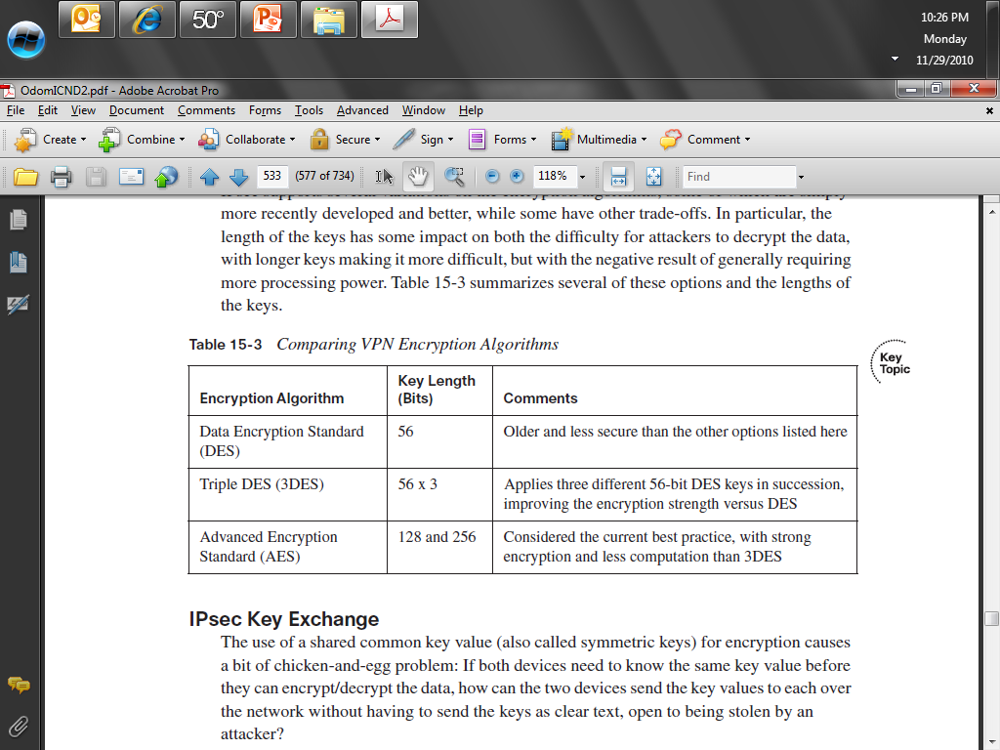 50°
10:26 PM
Monday
11/29/2010
OdomICND2.pdf - Adobe Acrobat Pro
File Edit View Document Comments Forms Tools Advanced Window Help
Create Combine Collaborate Secure Sign Forms Multimedia Comment
533 (577 of 734) 118% Find
more recently developed and better, while some have other trade-offs. In particular, the
length of the keys has some impact on both the difficulty for attackers to decrypt the data,
with longer keys making it more difficult, but with the negative result of generally requiring
more processing power. Table 15-3 summarizes several of these options and the lengths of
the keys.
Table 15-3 Comparing VPN Encryption Algorithms
Key
Topic
Encryption Algorithm Key Length (Bits) Comments
Data Encryption Standard (DES) 56 Older and less secure than the other options listed here
Triple DES (3DES) 56 x 3 Applies three different 56-bit DES keys in succession,
improving the encryption strength versus DES
Advanced Encryption Standard (AES) 128 and 256 Considered the current best practice, with strong
encryption and less computation than 3DES
IPsec Key Exchange
The use of a shared common key value (also called symmetric keys) for encryption causes
a bit of chicken-and-egg problem: If both devices need to know the same key value before
they can encrypt/decrypt the data, how can the two devices send the key values to each over
the network without having to send the keys as clear text, open to being stolen by an
attacker?